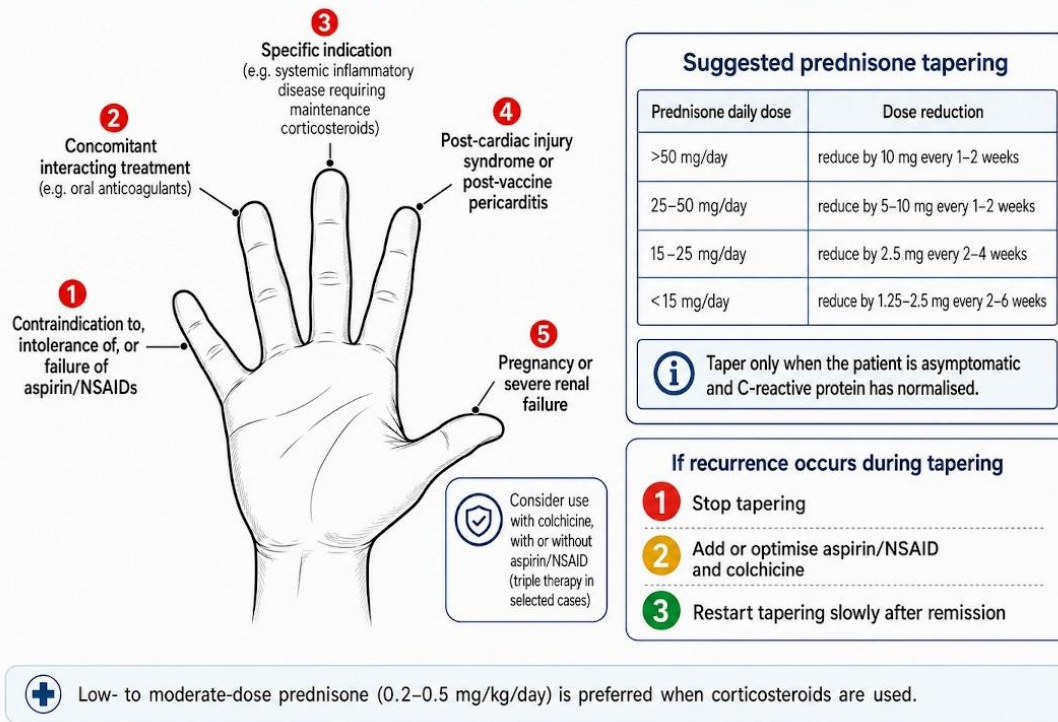 3
Specific indication
(e.g. systemic inflammatory
disease requiring
maintenance
corticosteroids)
2
Concomitant
interacting treatment
(e.g. oral anticoagulants)
4
Post-cardiac injury
syndrome or
post-vaccine
pericarditis
1
Contraindication to,
intolerance of, or
failure of
aspirin/NSAIDs
5
Pregnancy or
severe renal
failure
Consider use
with colchicine,
with or without
aspirin/NSAID
(triple therapy in
selected cases)
Suggested prednisone tapering
Prednisone daily dose Dose reduction
>50 mg/day reduce by 10 mg every 1–2 weeks
25–50 mg/day reduce by 5–10 mg every 1–2 weeks
15–25 mg/day reduce by 2.5 mg every 2–4 weeks
<15 mg/day reduce by 1.25–2.5 mg every 2–6 weeks
i Taper only when the patient is asymptomatic
and C-reactive protein has normalised.
If recurrence occurs during tapering
1 Stop tapering
2 Add or optimise aspirin/NSAID
and colchicine
3 Restart tapering slowly after remission
Low- to moderate-dose prednisone (0.2–0.5 mg/kg/day) is preferred when corticosteroids are used.